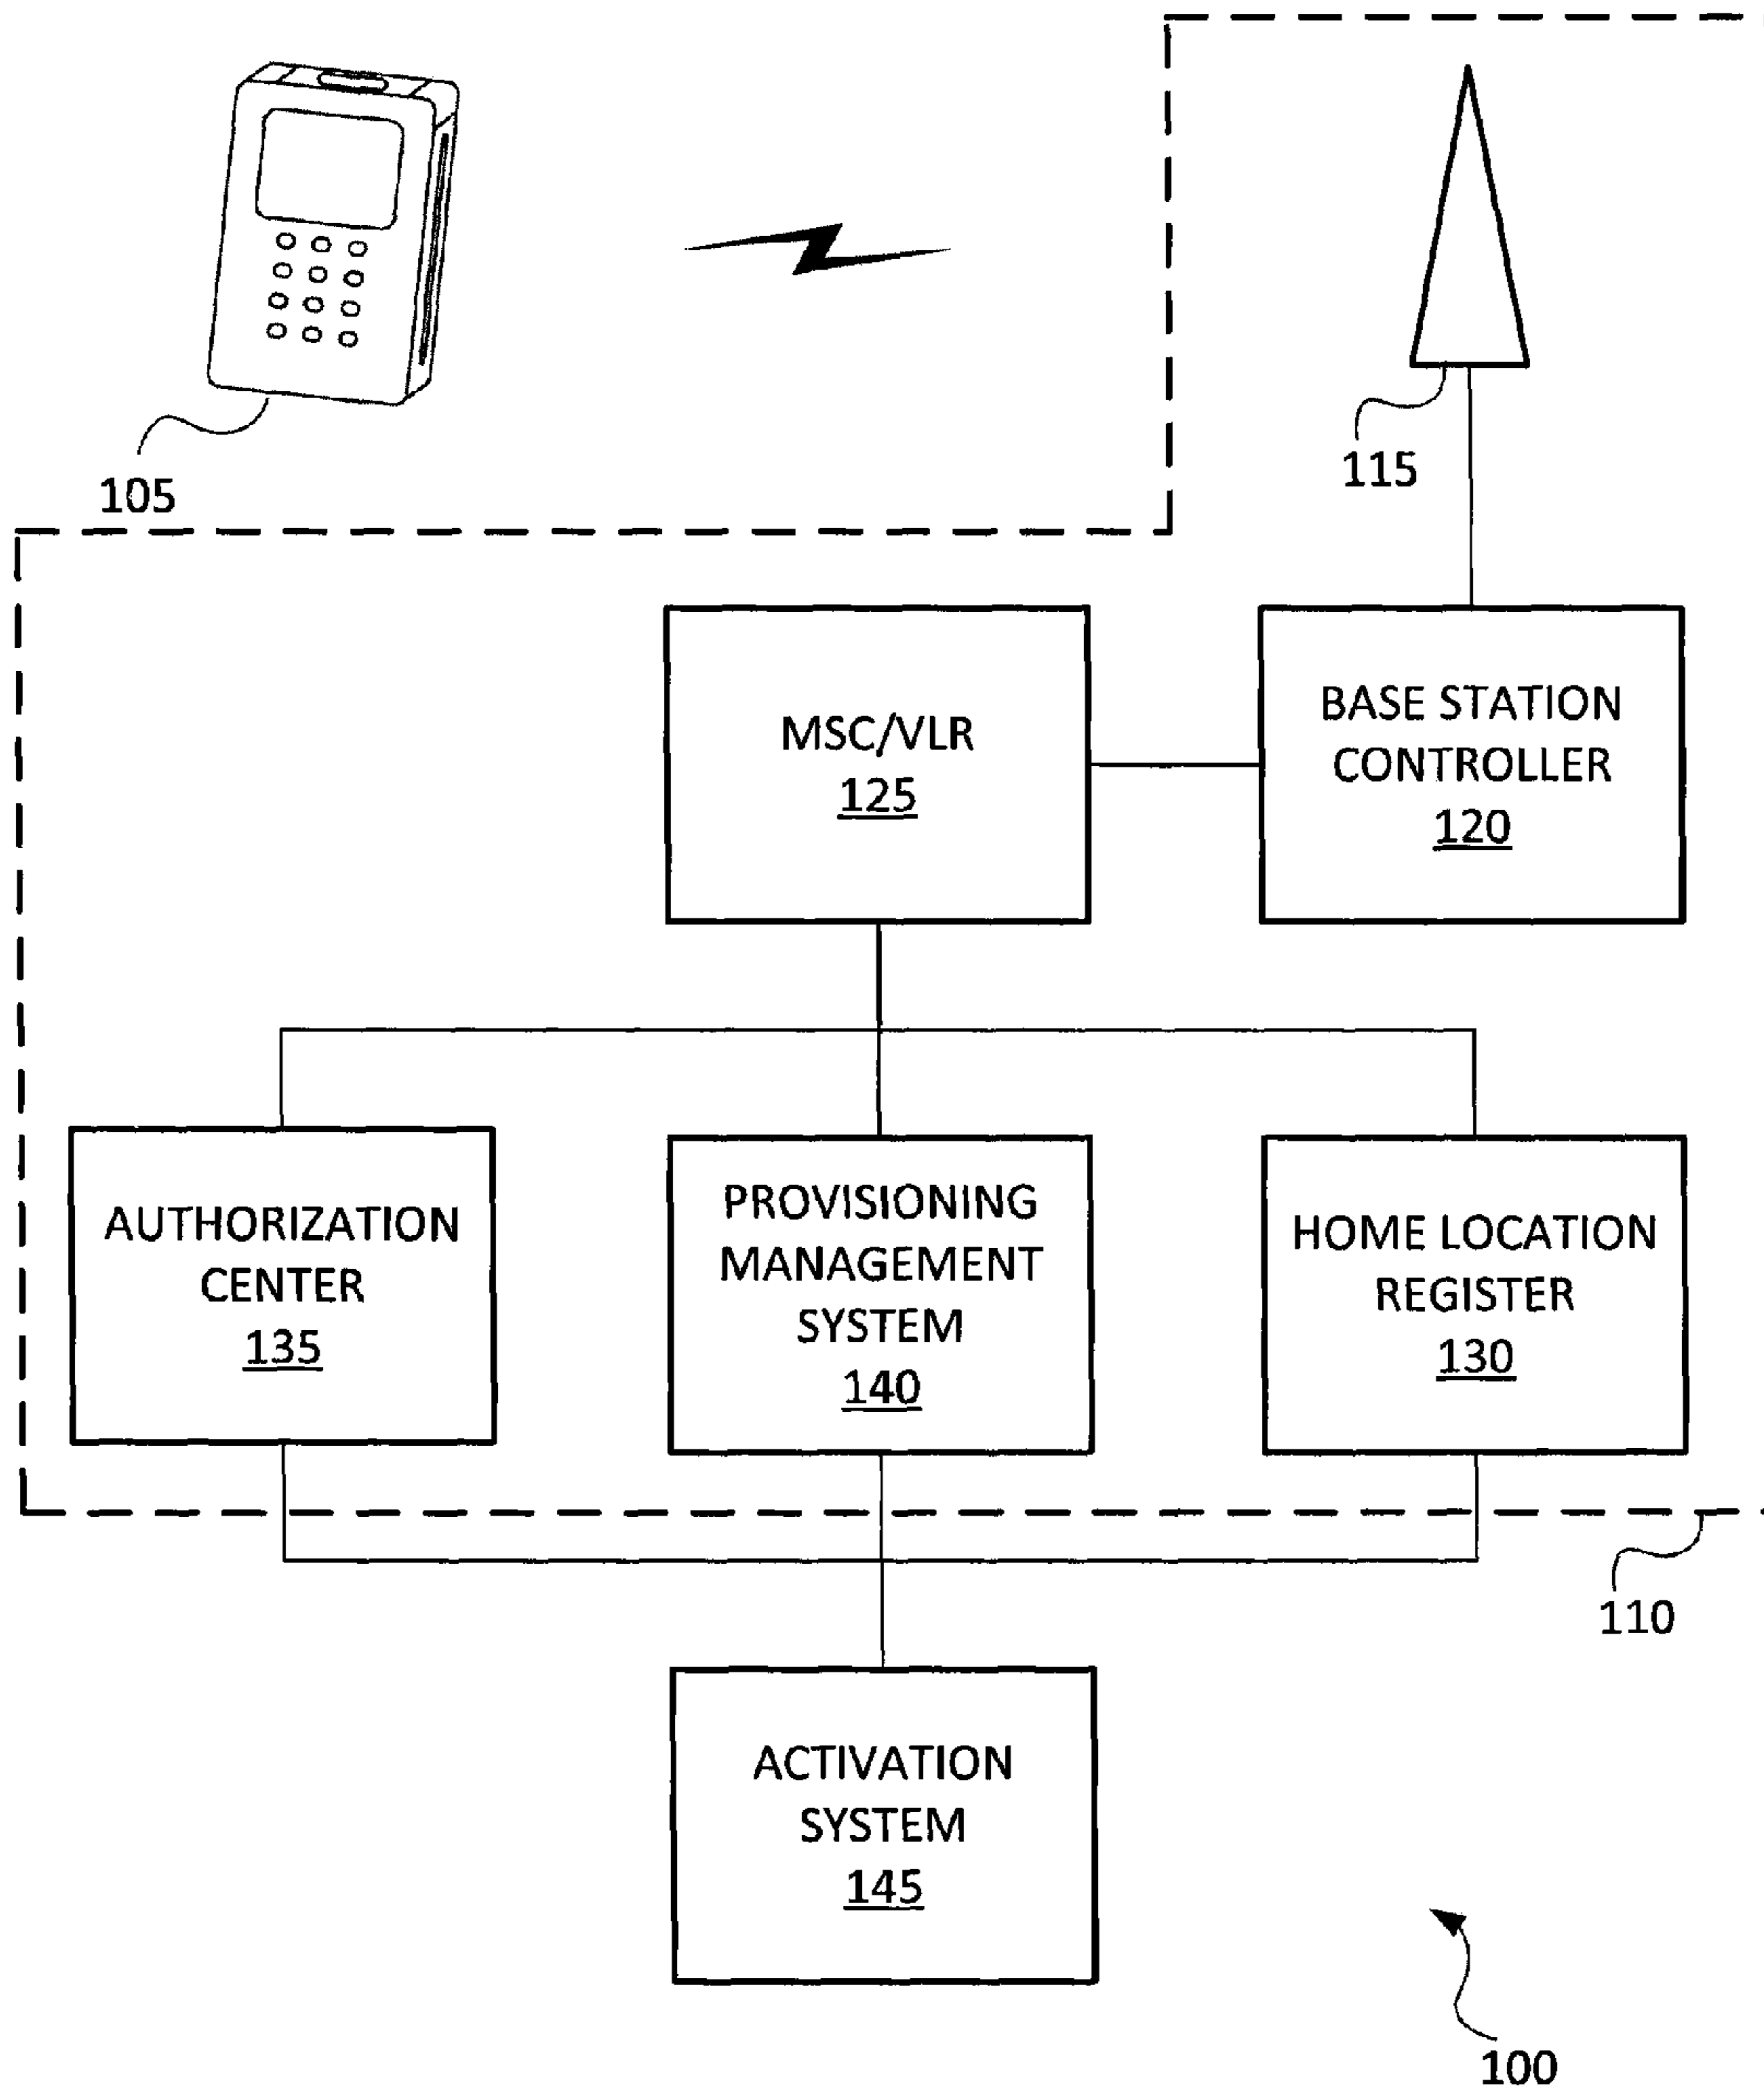 105
115
MSC/VLR
125
BASE STATION
CONTROLLER
120
AUTHORIZATION
CENTER
135
PROVISIONING
MANAGEMENT
SYSTEM
140
HOME LOCATION
REGISTER
130
110
ACTIVATION
SYSTEM
145
100